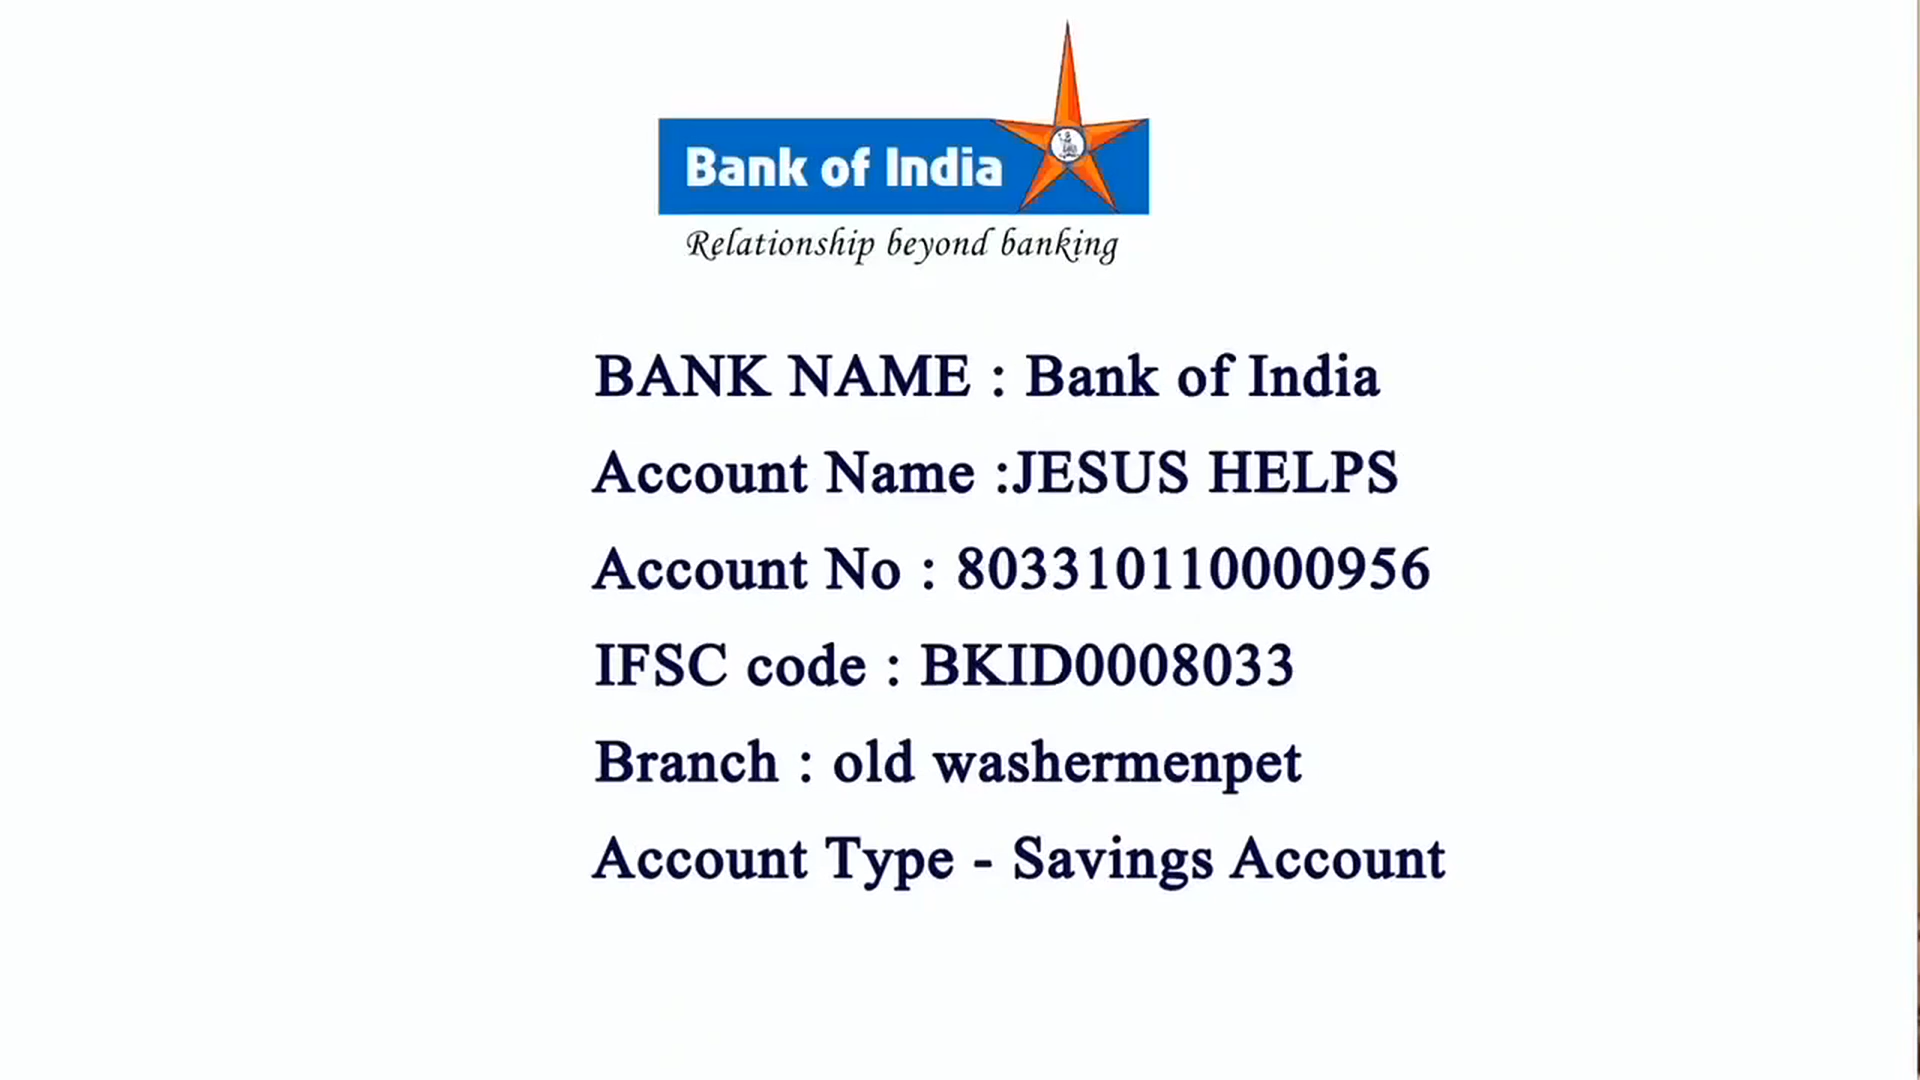 Bank of India
Relationship beyond banking
BANK NAME : Bank of India
Account Name :JESUS HELPS
Account No : 803310110000956
IFSC code : BKID0008033
Branch : old washermenpet
Account Type - Savings Account